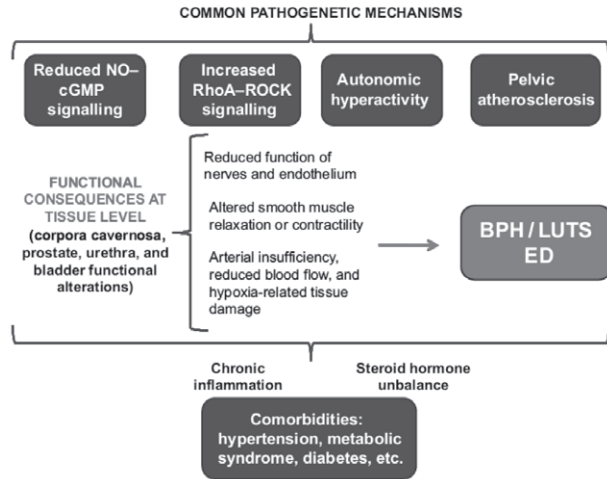 COMMON PATHOGENETIC MECHANISMS
Reduced NO–
cGMP
signalling
Increased
RhoA–ROCK
signalling
Autonomic
hyperactivity
Pelvic
atherosclerosis
FUNCTIONAL
CONSEQUENCES AT
TISSUE LEVEL
(corpora cavernosa,
prostate, urethra, and
bladder functional
alterations)
Reduced function of
nerves and endothelium
Altered smooth muscle
relaxation or contractility
Arterial insufficiency,
reduced blood flow, and
hypoxia-related tissue
damage
BPH / LUTS
ED
Chronic
inflammation
Steroid hormone
unbalance
Comorbidities:
hypertension, metabolic
syndrome, diabetes, etc.